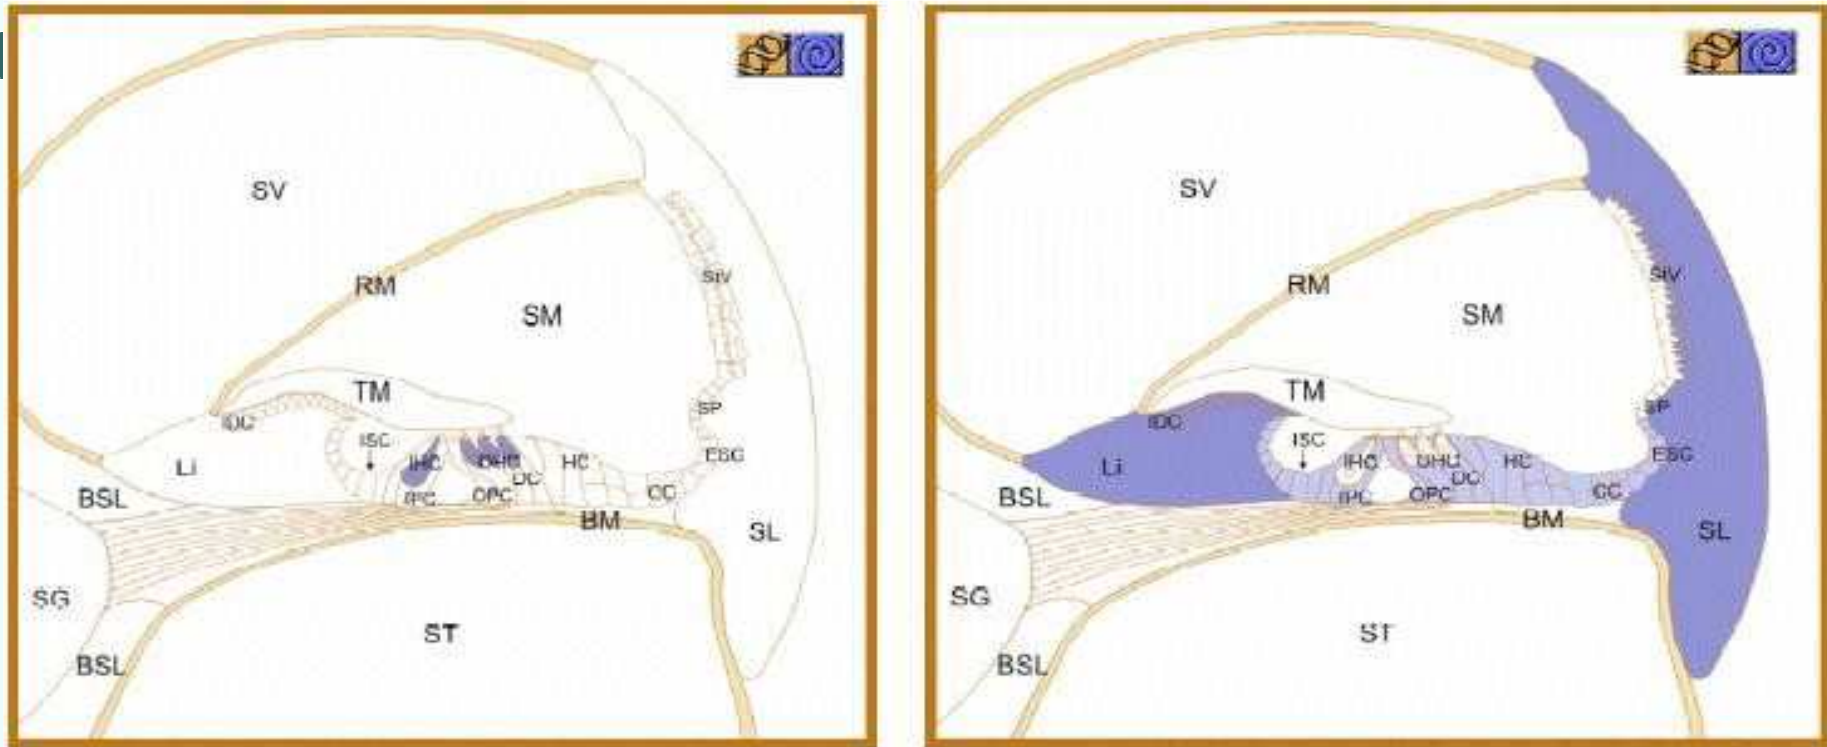 SV
RM
SM
StV
TM
SP
IDC
ISC
ESC
Li
IHC
OHC
HC
DC
CC
IPC
OPC
BSL
BM
SL
SG
ST
BSL
SV
RM
SM
StV
TM
SP
IDC
ISC
ESC
Li
IHC
OHC
HC
DC
CC
IPC
OPC
BSL
BM
SL
SG
ST
BSL